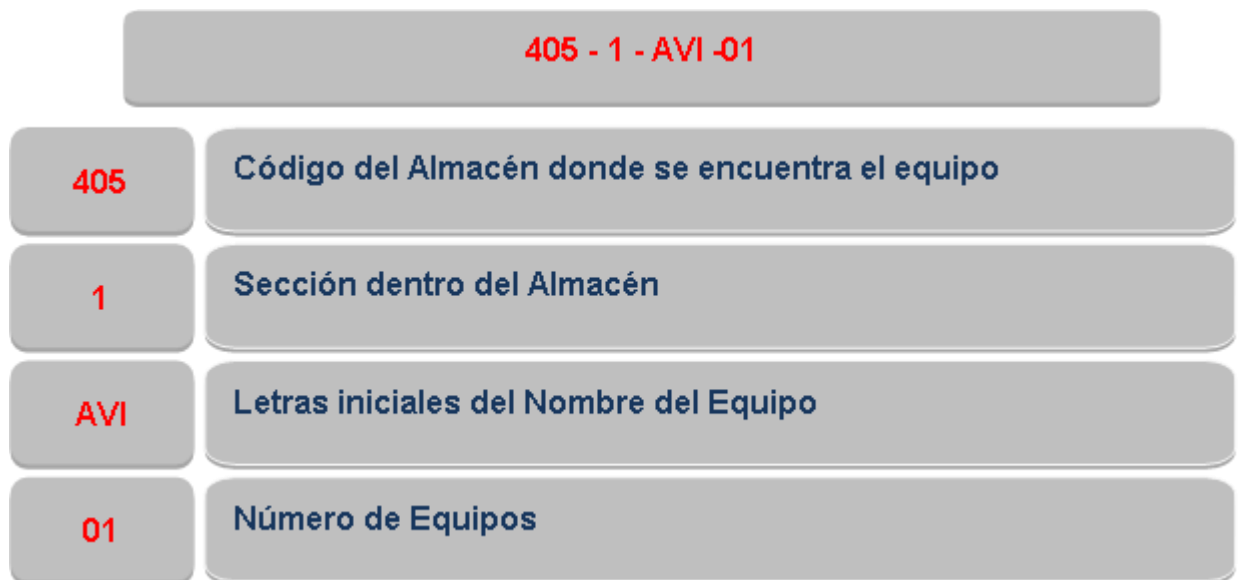 405 - 1 - AVI -01
405 Código del Almacén donde se encuentra el equipo
1 Sección dentro del Almacén
AVI Letras iniciales del Nombre del Equipo
01 Número de Equipos